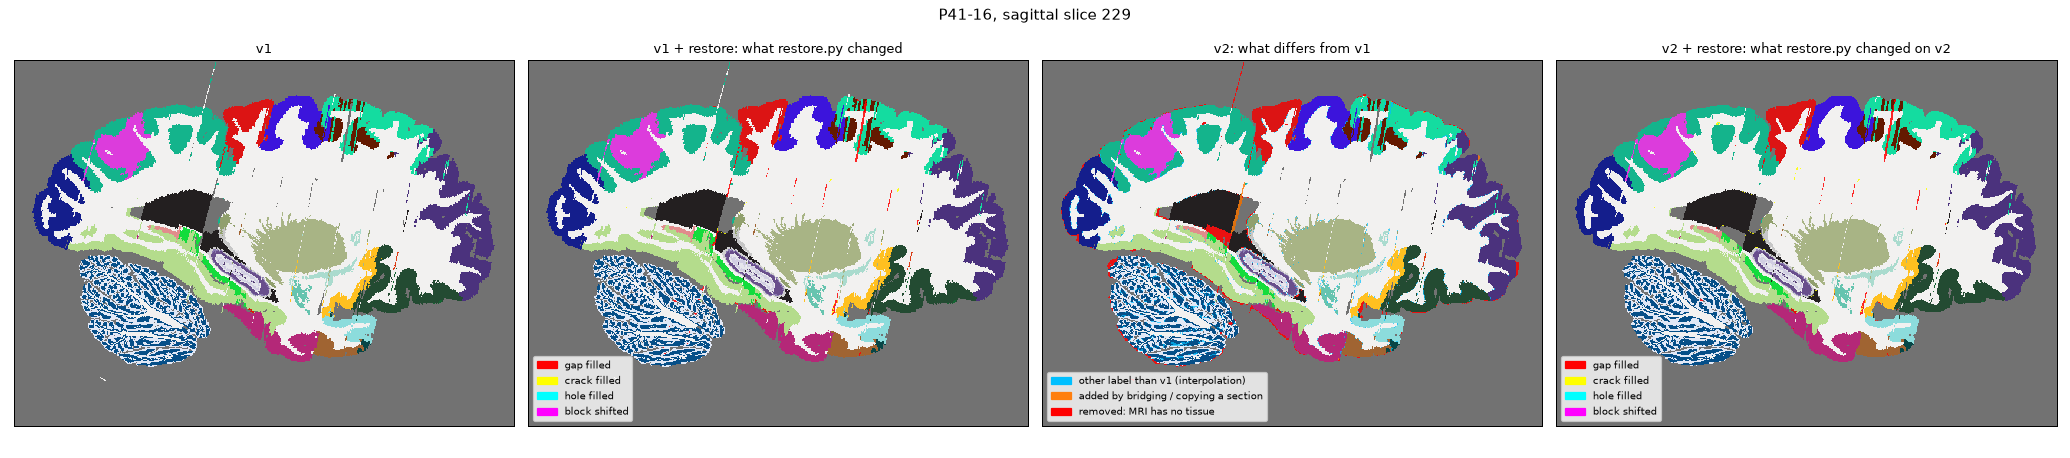 P41-16, sagittal slice 229
v1
v1 + restore: what restore.py changed
v2: what differs from v1
v2 + restore: what restore.py changed on v2
gap filled
crack filled
hole filled
block shifted
other label than v1 (interpolation)
added by bridging / copying a section
removed: MRI has no tissue
gap filled
crack filled
hole filled
block shifted